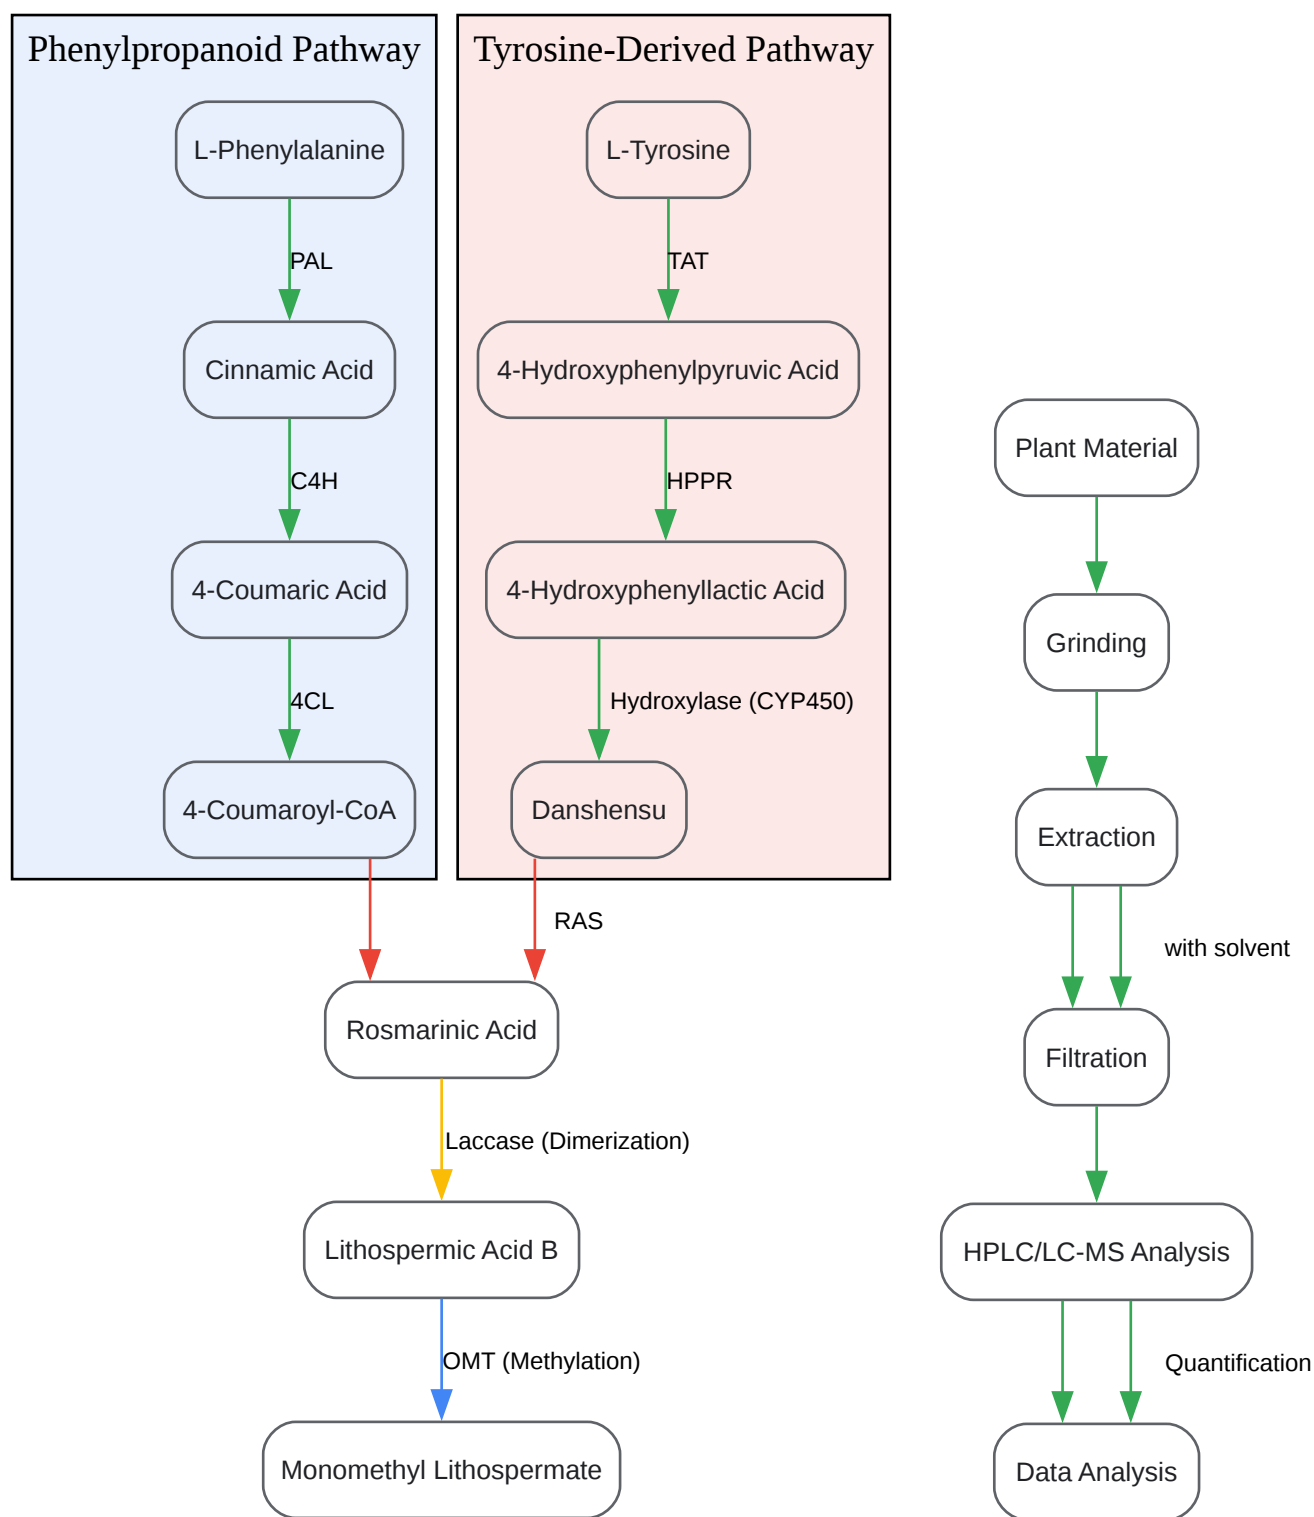 Phenylpropanoid Pathway
L-Phenylalanine
PAL
Cinnamic Acid
C4H
4-Coumaric Acid
4CL
4-Coumaroyl-CoA
Tyrosine-Derived Pathway
L-Tyrosine
TAT
4-Hydroxyphenylpyruvic Acid
HPPR
4-Hydroxyphenyllactic Acid
Hydroxylase (CYP450)
Danshensu
RAS
Rosmarinic Acid
Laccase (Dimerization)
Lithospermic Acid B
OMT (Methylation)
Monomethyl Lithospermate
Plant Material
Grinding
Extraction
with solvent
Filtration
HPLC/LC-MS Analysis
Quantification
Data Analysis